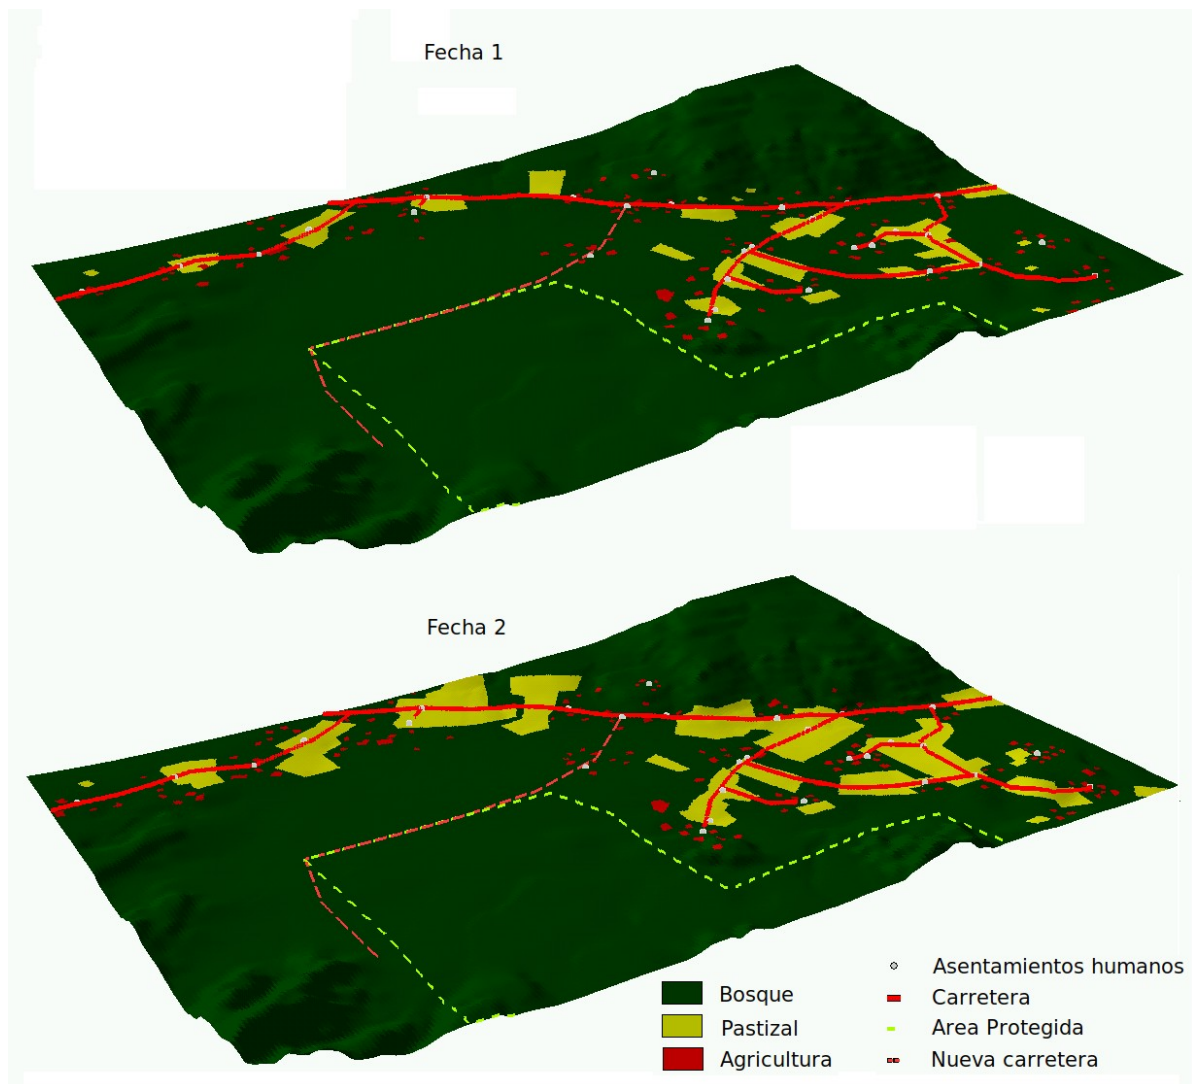 Fecha 1
Fecha 2
Bosque
Pastizal
Agricultura
Asentamientos humanos
Carretera
Area Protegida
Nueva carretera